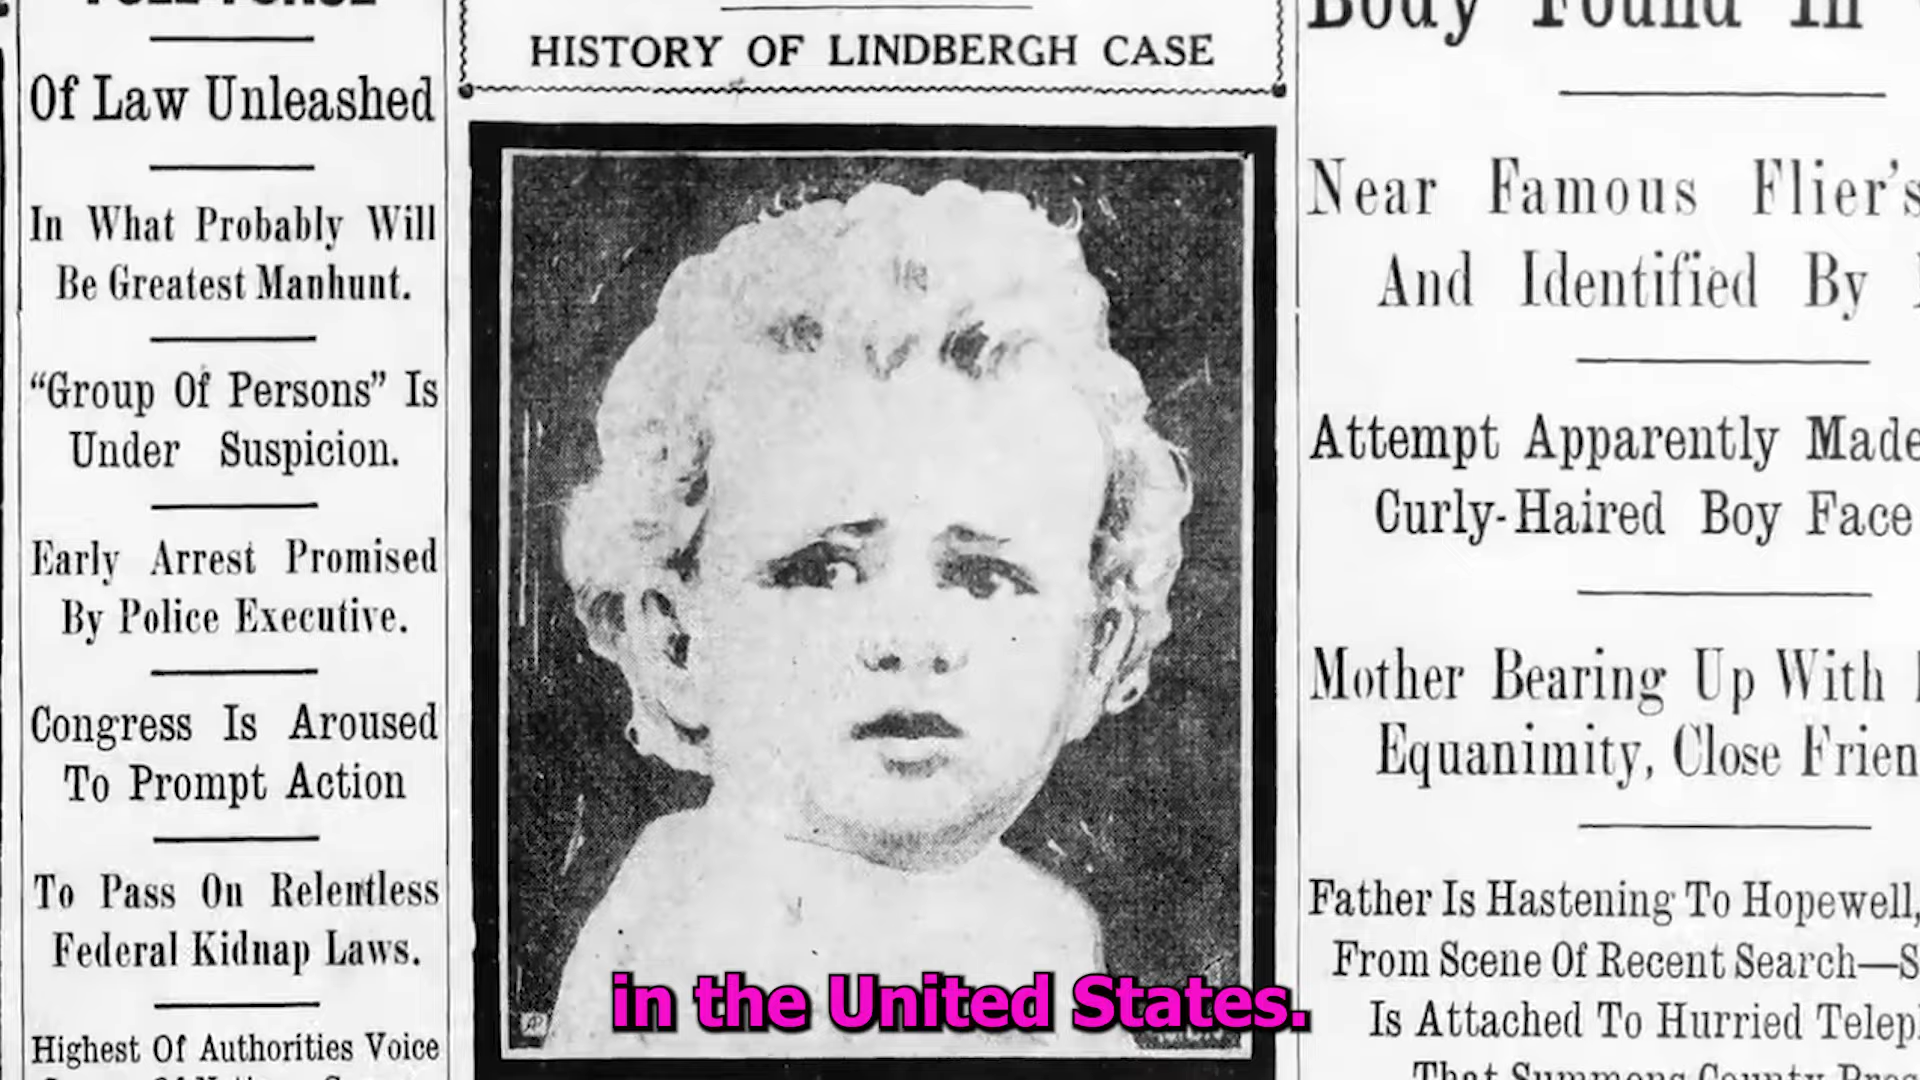 Of Law Unleashed
In What Probably Will
Be Greatest Manhunt.
"Group Of Persons" Is
Under Suspicion.
Early Arrest Promised
By Police Executive.
Congress Is Aroused
To Prompt Action
To Pass On Relentless
Federal Kidnap Laws.
Highest Of Authorities Voice
HISTORY OF LINDBERGH CASE
in the United States.
Body Found In
Near Famous Flier's
And Identified By
Attempt Apparently Made
Curly-Haired Boy Face
Mother Bearing Up With
Equanimity, Close
Father Is Hastening To Hopewell,
From Scene Of Recent Search—
Is Attached To Hurried
That Summons County